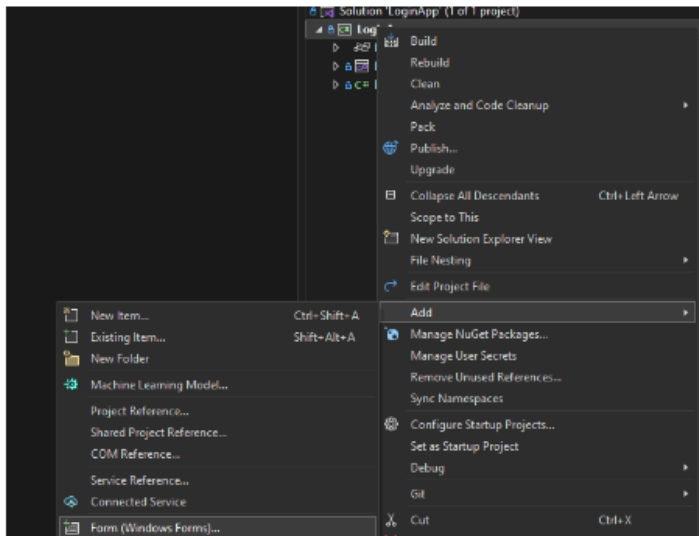 Solution 'LoginApp' (1 of 1 project)
Build
Rebuild
Clean
Analyze and Code Cleanup
Pack
Publish...
Upgrade
Collapse All Descendants Ctrl+Left Arrow
Scope to This
New Solution Explorer View
File Nesting
Edit Project File
Add
Manage NuGet Packages...
Manage User Secrets
Remove Unused References...
Sync Namespaces
Configure Startup Projects...
Set as Startup Project
Debug
Git
Cut Ctrl+X
New Item... Ctrl+Shift+A
Existing Item... Shift+Alt+A
New Folder
Machine Learning Model...
Project Reference...
Shared Project Reference...
COM Reference...
Service Reference...
Connected Service
Form (Windows Forms)...